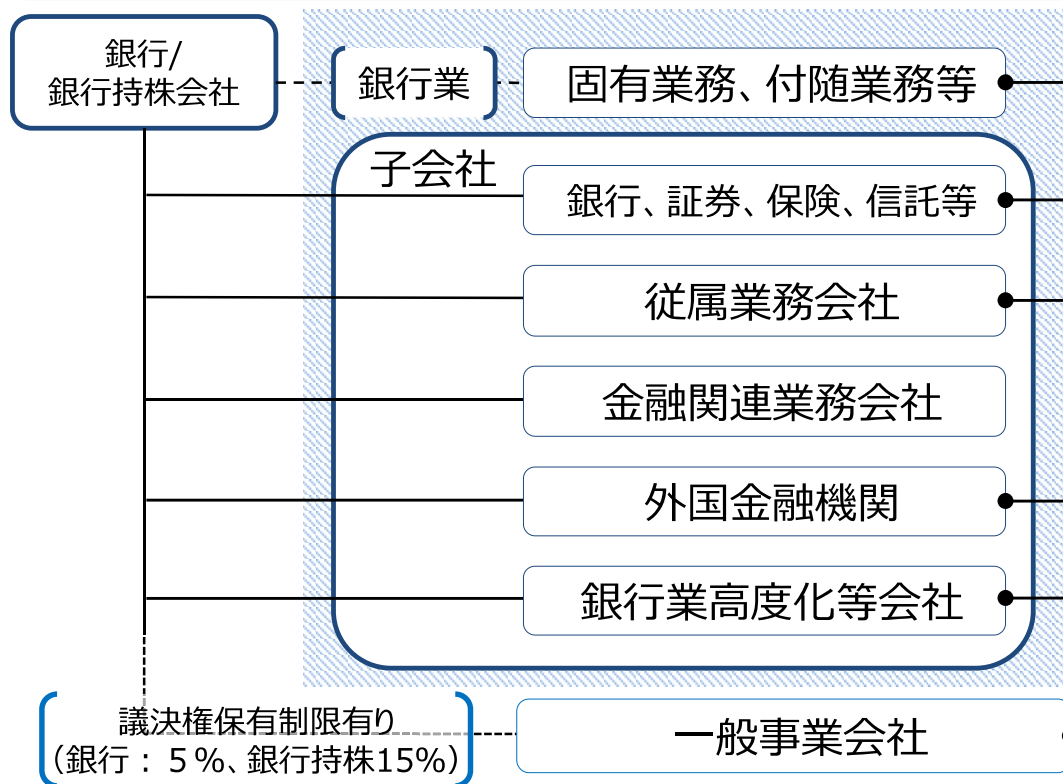 銀行/
銀行持株会社
銀行業
固有業務、付随業務等
子会社
銀行、証券、保険、信託等
従属業務会社
金融関連業務会社
外国金融機関
銀行業高度化等会社
議決権保有制限有り
（銀行：５％、銀行持株15%）
一般事業会社